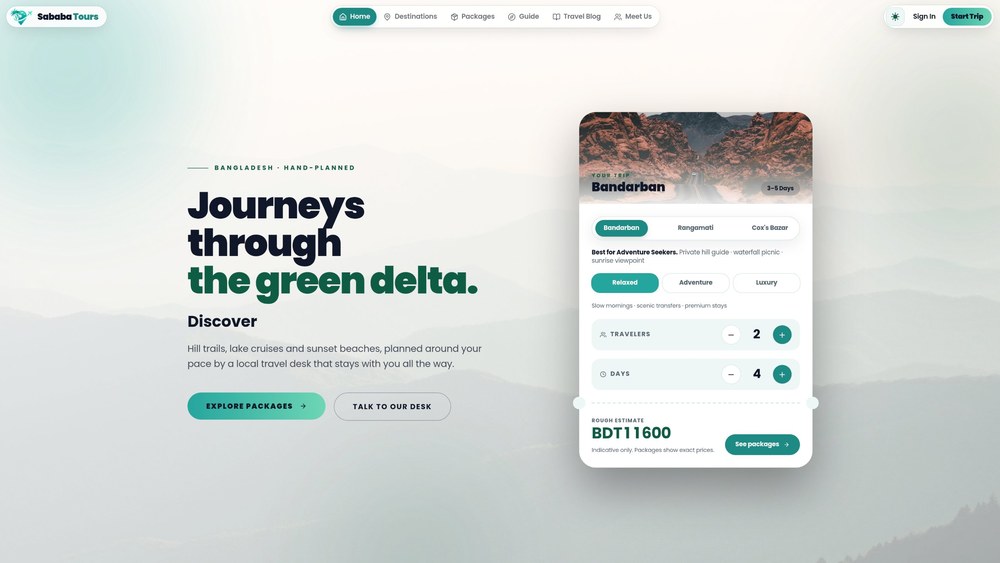 Sababa Tours
Home
Destinations
Packages
Guide
Travel Blog
Meet Us
Sign In
Start Trip
BANGLADESH · HAND-PLANNED
Journeys
through
the green delta.
Discover
Hill trails, lake cruises and sunset beaches, planned around your
pace by a local travel desk that stays with you all the way.
EXPLORE PACKAGES →
TALK TO OUR DESK
YOUR TRIP
Bandarban
3–5 Days
Bandarban
Rangamati
Cox's Bazar
Best for Adventure Seekers. Private hill guide · waterfall picnic ·
sunrise viewpoint
Relaxed
Adventure
Luxury
Slow mornings · scenic transfers · premium stays
TRAVELERS
− 2 +
DAYS
− 4 +
ROUGH ESTIMATE
BDT 11600
Indicative only. Packages show exact prices.
See packages →